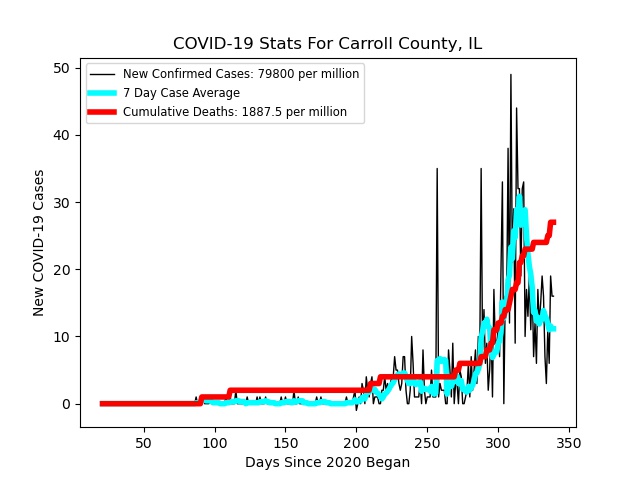 COVID-19 Stats For Carroll County, IL
New Confirmed Cases: 79800 per million
7 Day Case Average
Cumulative Deaths: 1887.5 per million
New COVID-19 Cases
50
40
30
20
10
0
50 100 150 200 250 300 350
Days Since 2020 Began